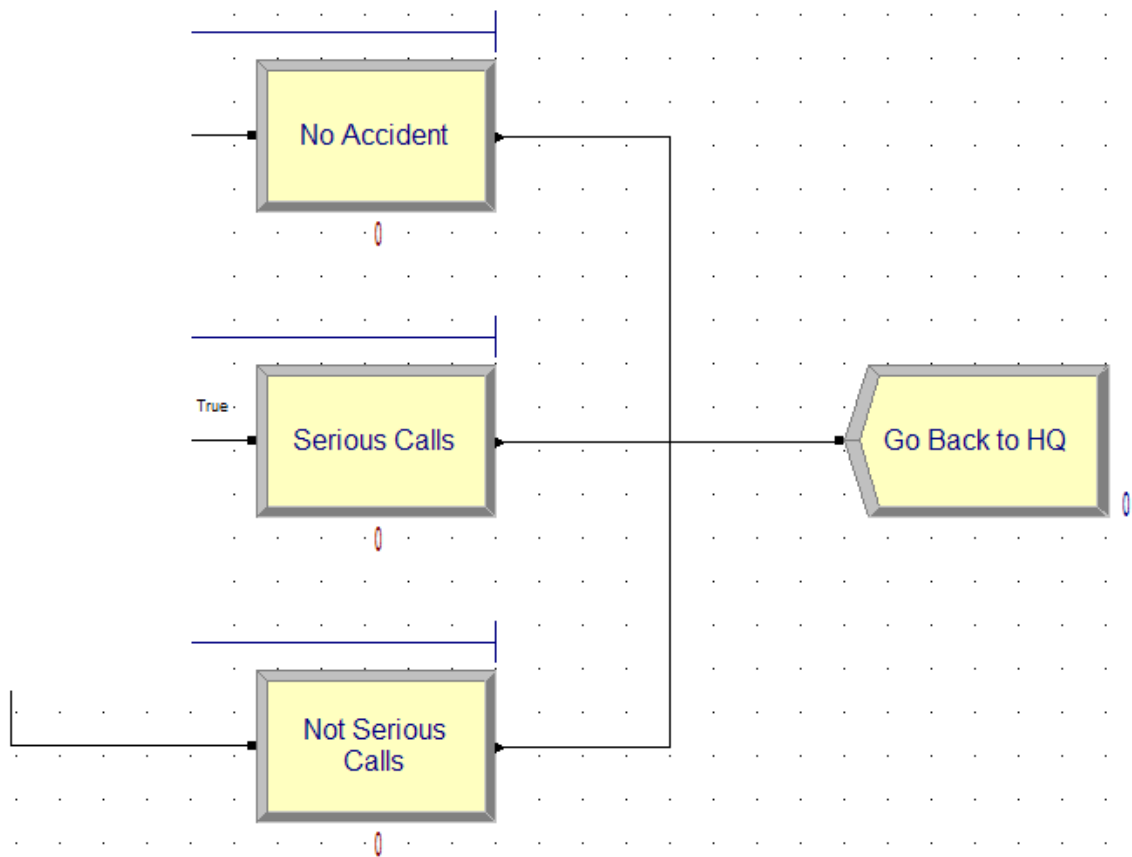 No Accident
0
True
Serious Calls
Go Back to HQ
0
0
Not Serious
Calls
0